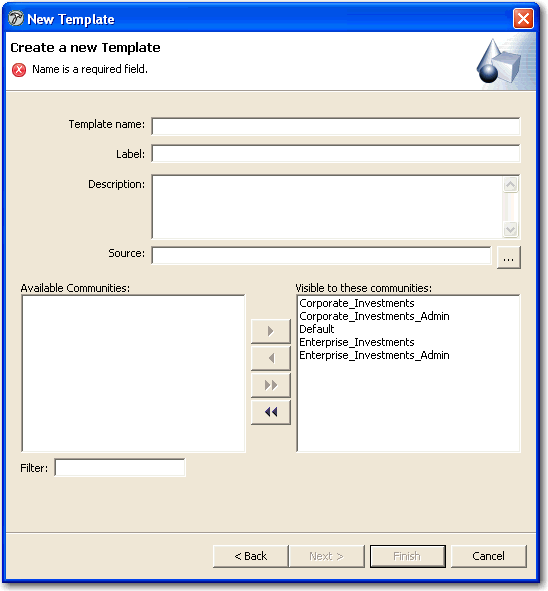 New Template
Create a new Template
Name is a required field.
Template name:
Label:
Description:
Source:
...
Available Communities:
Visible to these communities:
Corporate_Investments
Corporate_Investments_Admin
Default
Enterprise_Investments
Enterprise_Investments_Admin
Filter:
< Back
Next >
Finish
Cancel